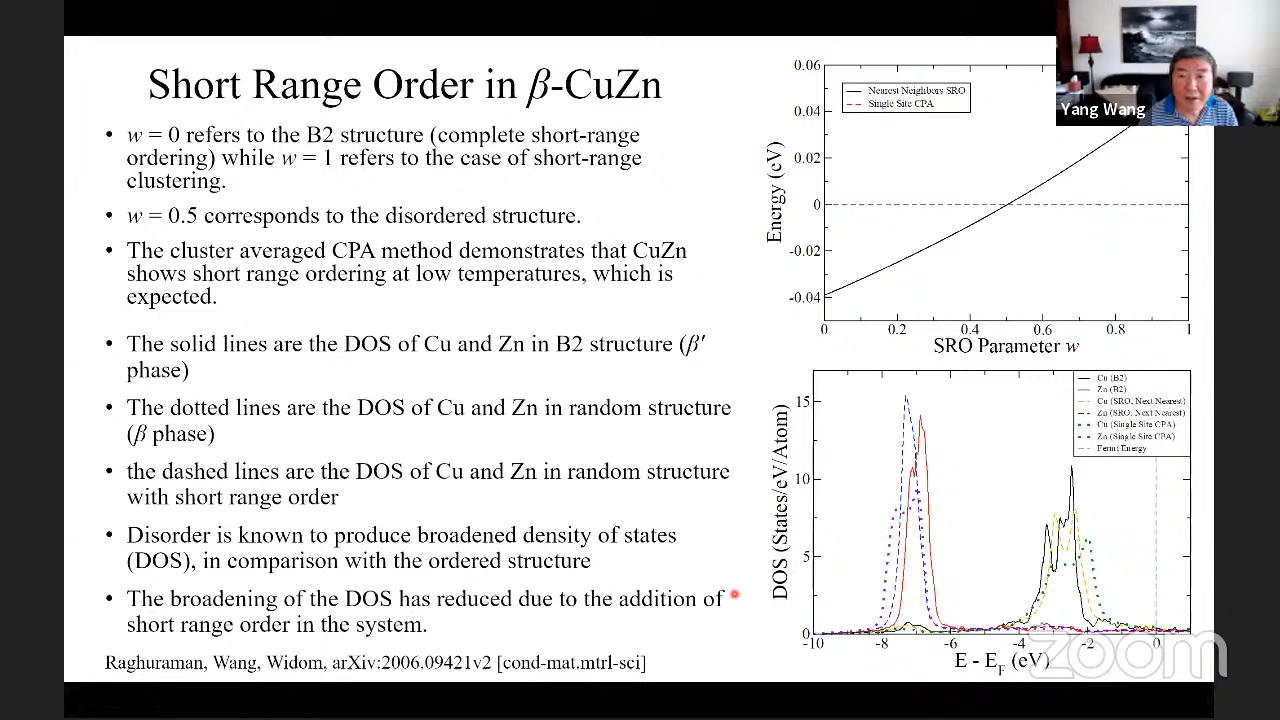 Short Range Order in β-CuZn
• w = 0 refers to the B2 structure (complete short-range
ordering) while w = 1 refers to the case of short-range
clustering.
• w = 0.5 corresponds to the disordered structure.
• The cluster averaged CPA method demonstrates that CuZn
shows short range ordering at low temperatures, which is
expected.
• The solid lines are the DOS of Cu and Zn in B2 structure (β′
phase)
• The dotted lines are the DOS of Cu and Zn in random structure
(β phase)
• the dashed lines are the DOS of Cu and Zn in random structure
with short range order
• Disorder is known to produce broadened density of states
(DOS), in comparison with the ordered structure
• The broadening of the DOS has reduced due to the addition of
short range order in the system.
Raghuraman, Wang, Widom, arXiv:2006.09421v2 [cond-mat.mtrl-sci]
Yang Wang
Nearest Neighbors SRO
Single Site CPA
Energy (eV)
0.06
0.04
0.02
0
-0.02
-0.04
0 0.2 0.4 0.6 0.8 1
SRO Parameter w
Cu (B2)
Zn (B2)
Cu (SRO, Next Nearest)
Zn (SRO, Next Nearest)
Cu (Single Site CPA)
Zn (Single Site CPA)
Fermi Energy
DOS (States/eV/Atom)
15
10
5
0
-10 -8 -6 -4 -2 0
E - EF (eV)
zoom